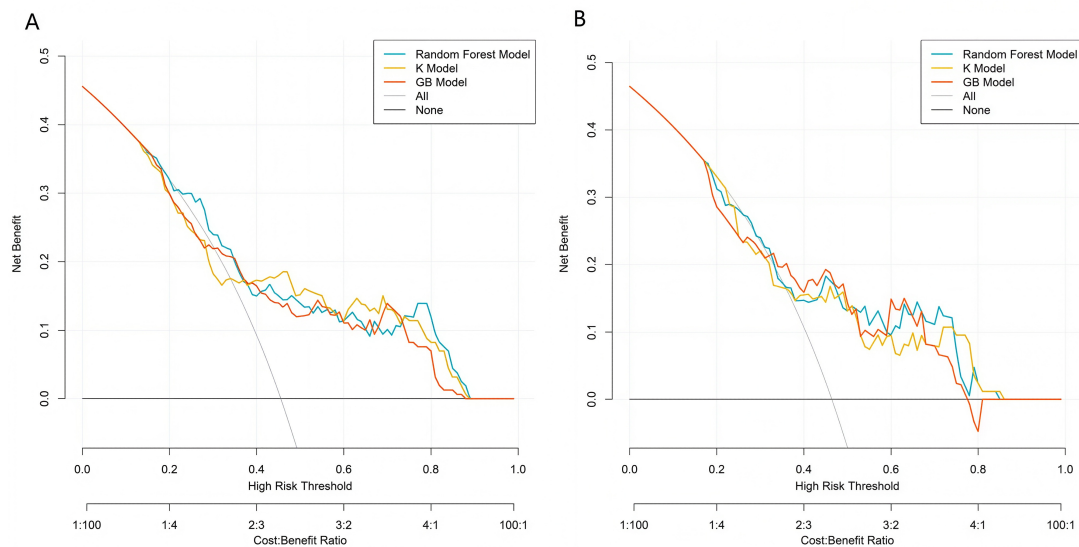 A
Random Forest Model
K Model
GB Model
All
None
Net Benefit
0.5
0.4
0.3
0.2
0.1
0.0
0.0 0.2 0.4 0.6 0.8 1.0
High Risk Threshold
1:100 1:4 2:3 3:2 4:1 100:1
Cost:Benefit Ratio
B
Random Forest Model
K Model
GB Model
All
None
Net Benefit
0.5
0.4
0.3
0.2
0.1
0.0
0.0 0.2 0.4 0.6 0.8 1.0
High Risk Threshold
1:100 1:4 2:3 3:2 4:1 100:1
Cost:Benefit Ratio